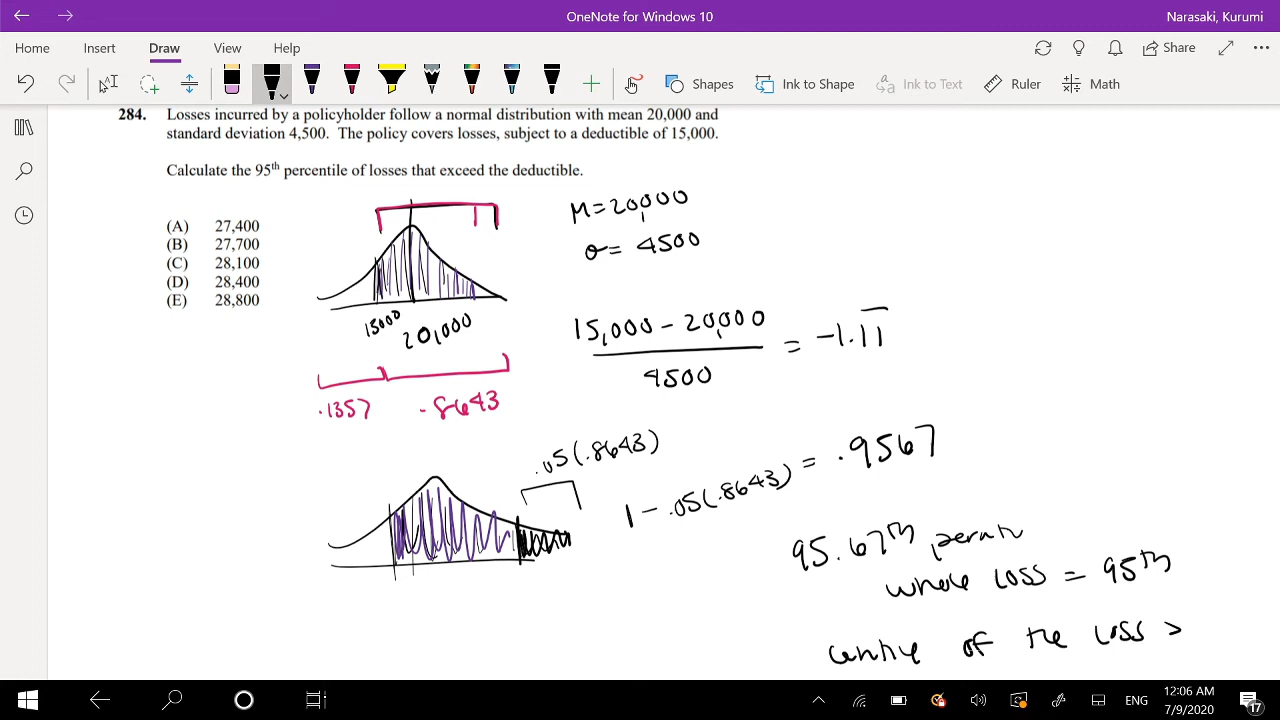 OneNote for Windows 10
Narasaki, Kurumi
Home Insert Draw View Help
Share
Shapes Ink to Shape Ink to Text Ruler Math
284. Losses incurred by a policyholder follow a normal distribution with mean 20,000 and
standard deviation 4,500. The policy covers losses, subject to a deductible of 15,000.
Calculate the 95th percentile of losses that exceed the deductible.
(A) 27,400
(B) 27,700
(C) 28,100
(D) 28,400
(E) 28,800
15000
20,000
.1357 .8643
μ = 20,000
σ = 4500
15,000 - 20,000
4500
= -1.11
.05(.8643)
1 - .05(.8643) = .9567
95.67th
whole loss = 95th
of the loss >
ENG
12:06 AM
7/9/2020
17